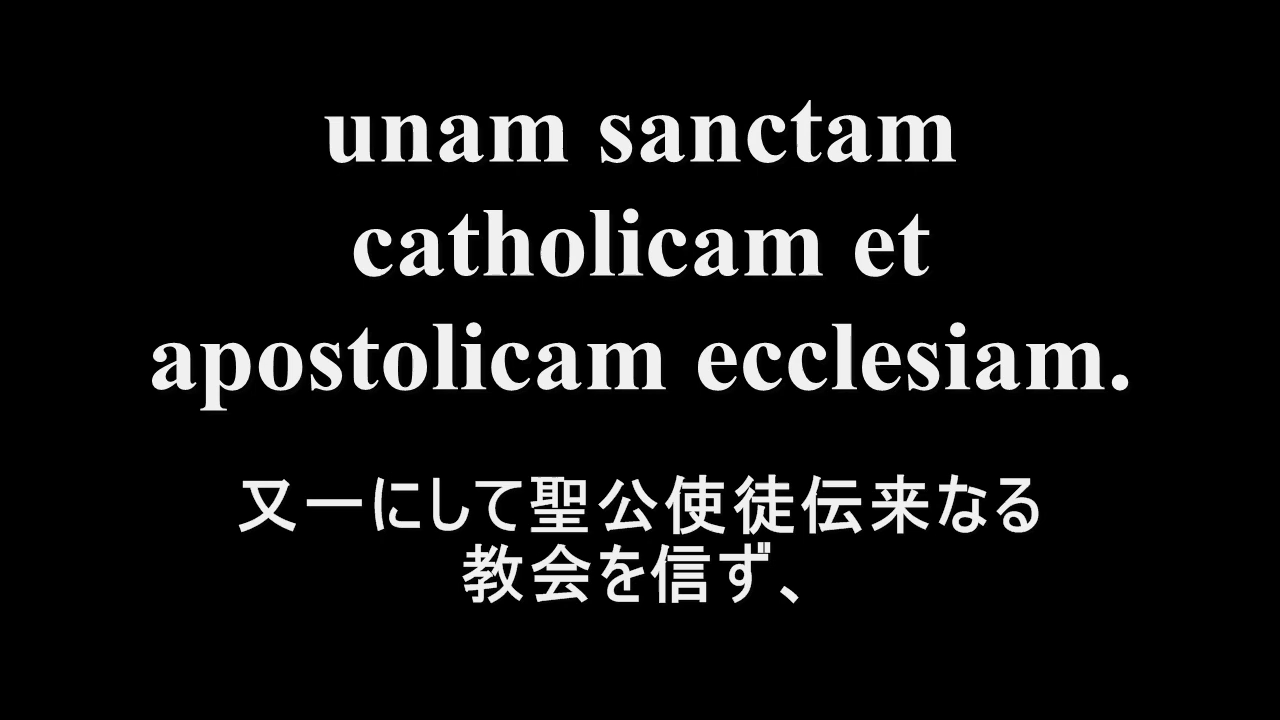 unam sanctam
catholicam et
apostolicam ecclesiam.
又一にして聖公使徒伝来なる
教会を信ず、